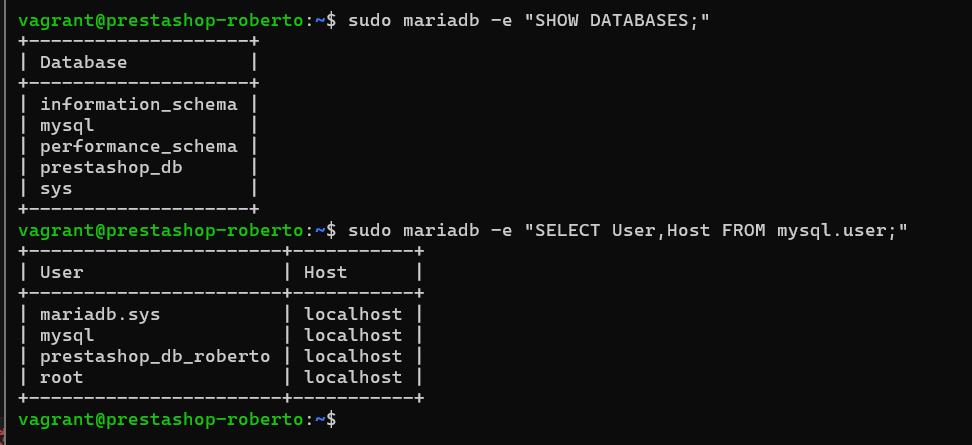 vagrant@prestashop-roberto:~$ sudo mariadb -e "SHOW DATABASES;"
+--------------------+
| Database           |
+--------------------+
| information_schema |
| mysql              |
| performance_schema |
| prestashop_db      |
| sys                |
+--------------------+
vagrant@prestashop-roberto:~$ sudo mariadb -e "SELECT User,Host FROM mysql.user;"
+-----------------------+-----------+
| User                  | Host      |
+-----------------------+-----------+
| mariadb.sys           | localhost |
| mysql                 | localhost |
| prestashop_db_roberto | localhost |
| root                  | localhost |
+-----------------------+-----------+
vagrant@prestashop-roberto:~$